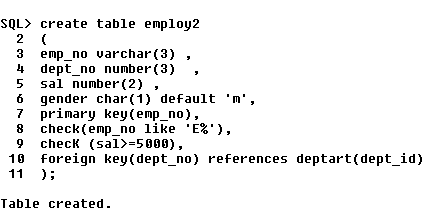 SQL> create table employ2
2 (
3 emp_no varchar(3) ,
4 dept_no number(3) ,
5 sal number(2) ,
6 gender char(1) default 'm',
7 primary key(emp_no),
8 check(emp_no like 'E%'),
9 checK (sal>=5000),
10 foreign key(dept_no) references deptart(dept_id)
11 );
Table created.